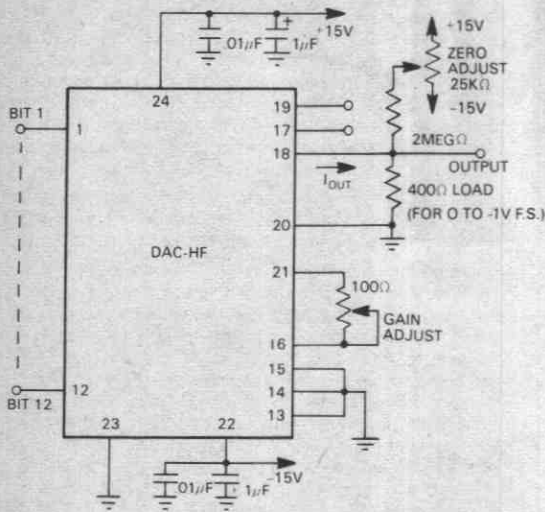 +15V
.01µF
+
1µF
+15V
ZERO
ADJUST
25KΩ
-15V
24
BIT 1
1
19
17
18
2MEGΩ
OUTPUT
IOUT
400Ω LOAD
(FOR 0 TO -1V F.S.)
20
DAC-HF
21
100Ω
GAIN
ADJUST
16
15
14
13
BIT 12
12
23
22
-15V
.01µF
+
1µF